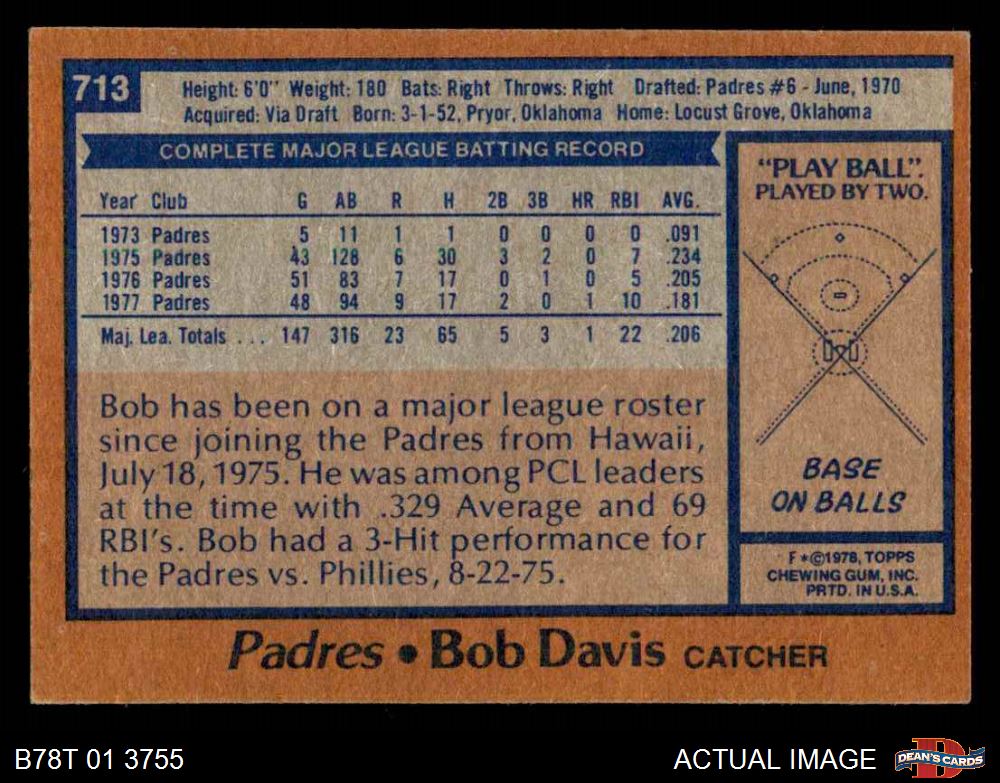 713
Height: 6'0" Weight: 180 Bats: Right Throws: Right Drafted: Padres #6 - June, 1970
Acquired: Via Draft Born: 3-1-52, Pryor, Oklahoma Home: Locust Grove, Oklahoma
COMPLETE MAJOR LEAGUE BATTING RECORD
Year Club G AB R H 2B 3B HR RBI AVG.
1973 Padres 5 11 1 1 0 0 0 0 .091
1975 Padres 43 128 6 30 3 2 0 7 .234
1976 Padres 51 83 7 17 0 1 0 5 .205
1977 Padres 48 94 9 17 2 0 1 10 .181
Maj. Lea. Totals ... 147 316 23 65 5 3 1 22 .206
Bob has been on a major league roster
since joining the Padres from Hawaii,
July 18, 1975. He was among PCL leaders
at the time with .329 Average and 69
RBI's. Bob had a 3-Hit performance for
the Padres vs. Phillies, 8-22-75.
"PLAY BALL".
PLAYED BY TWO.
BASE
ON BALLS
F*©1978, TOPPS
CHEWING GUM, INC.
PRTD. IN U.S.A.
Padres • Bob Davis CATCHER
B78T 01 3755
ACTUAL IMAGE
D
DEAN'S CARDS